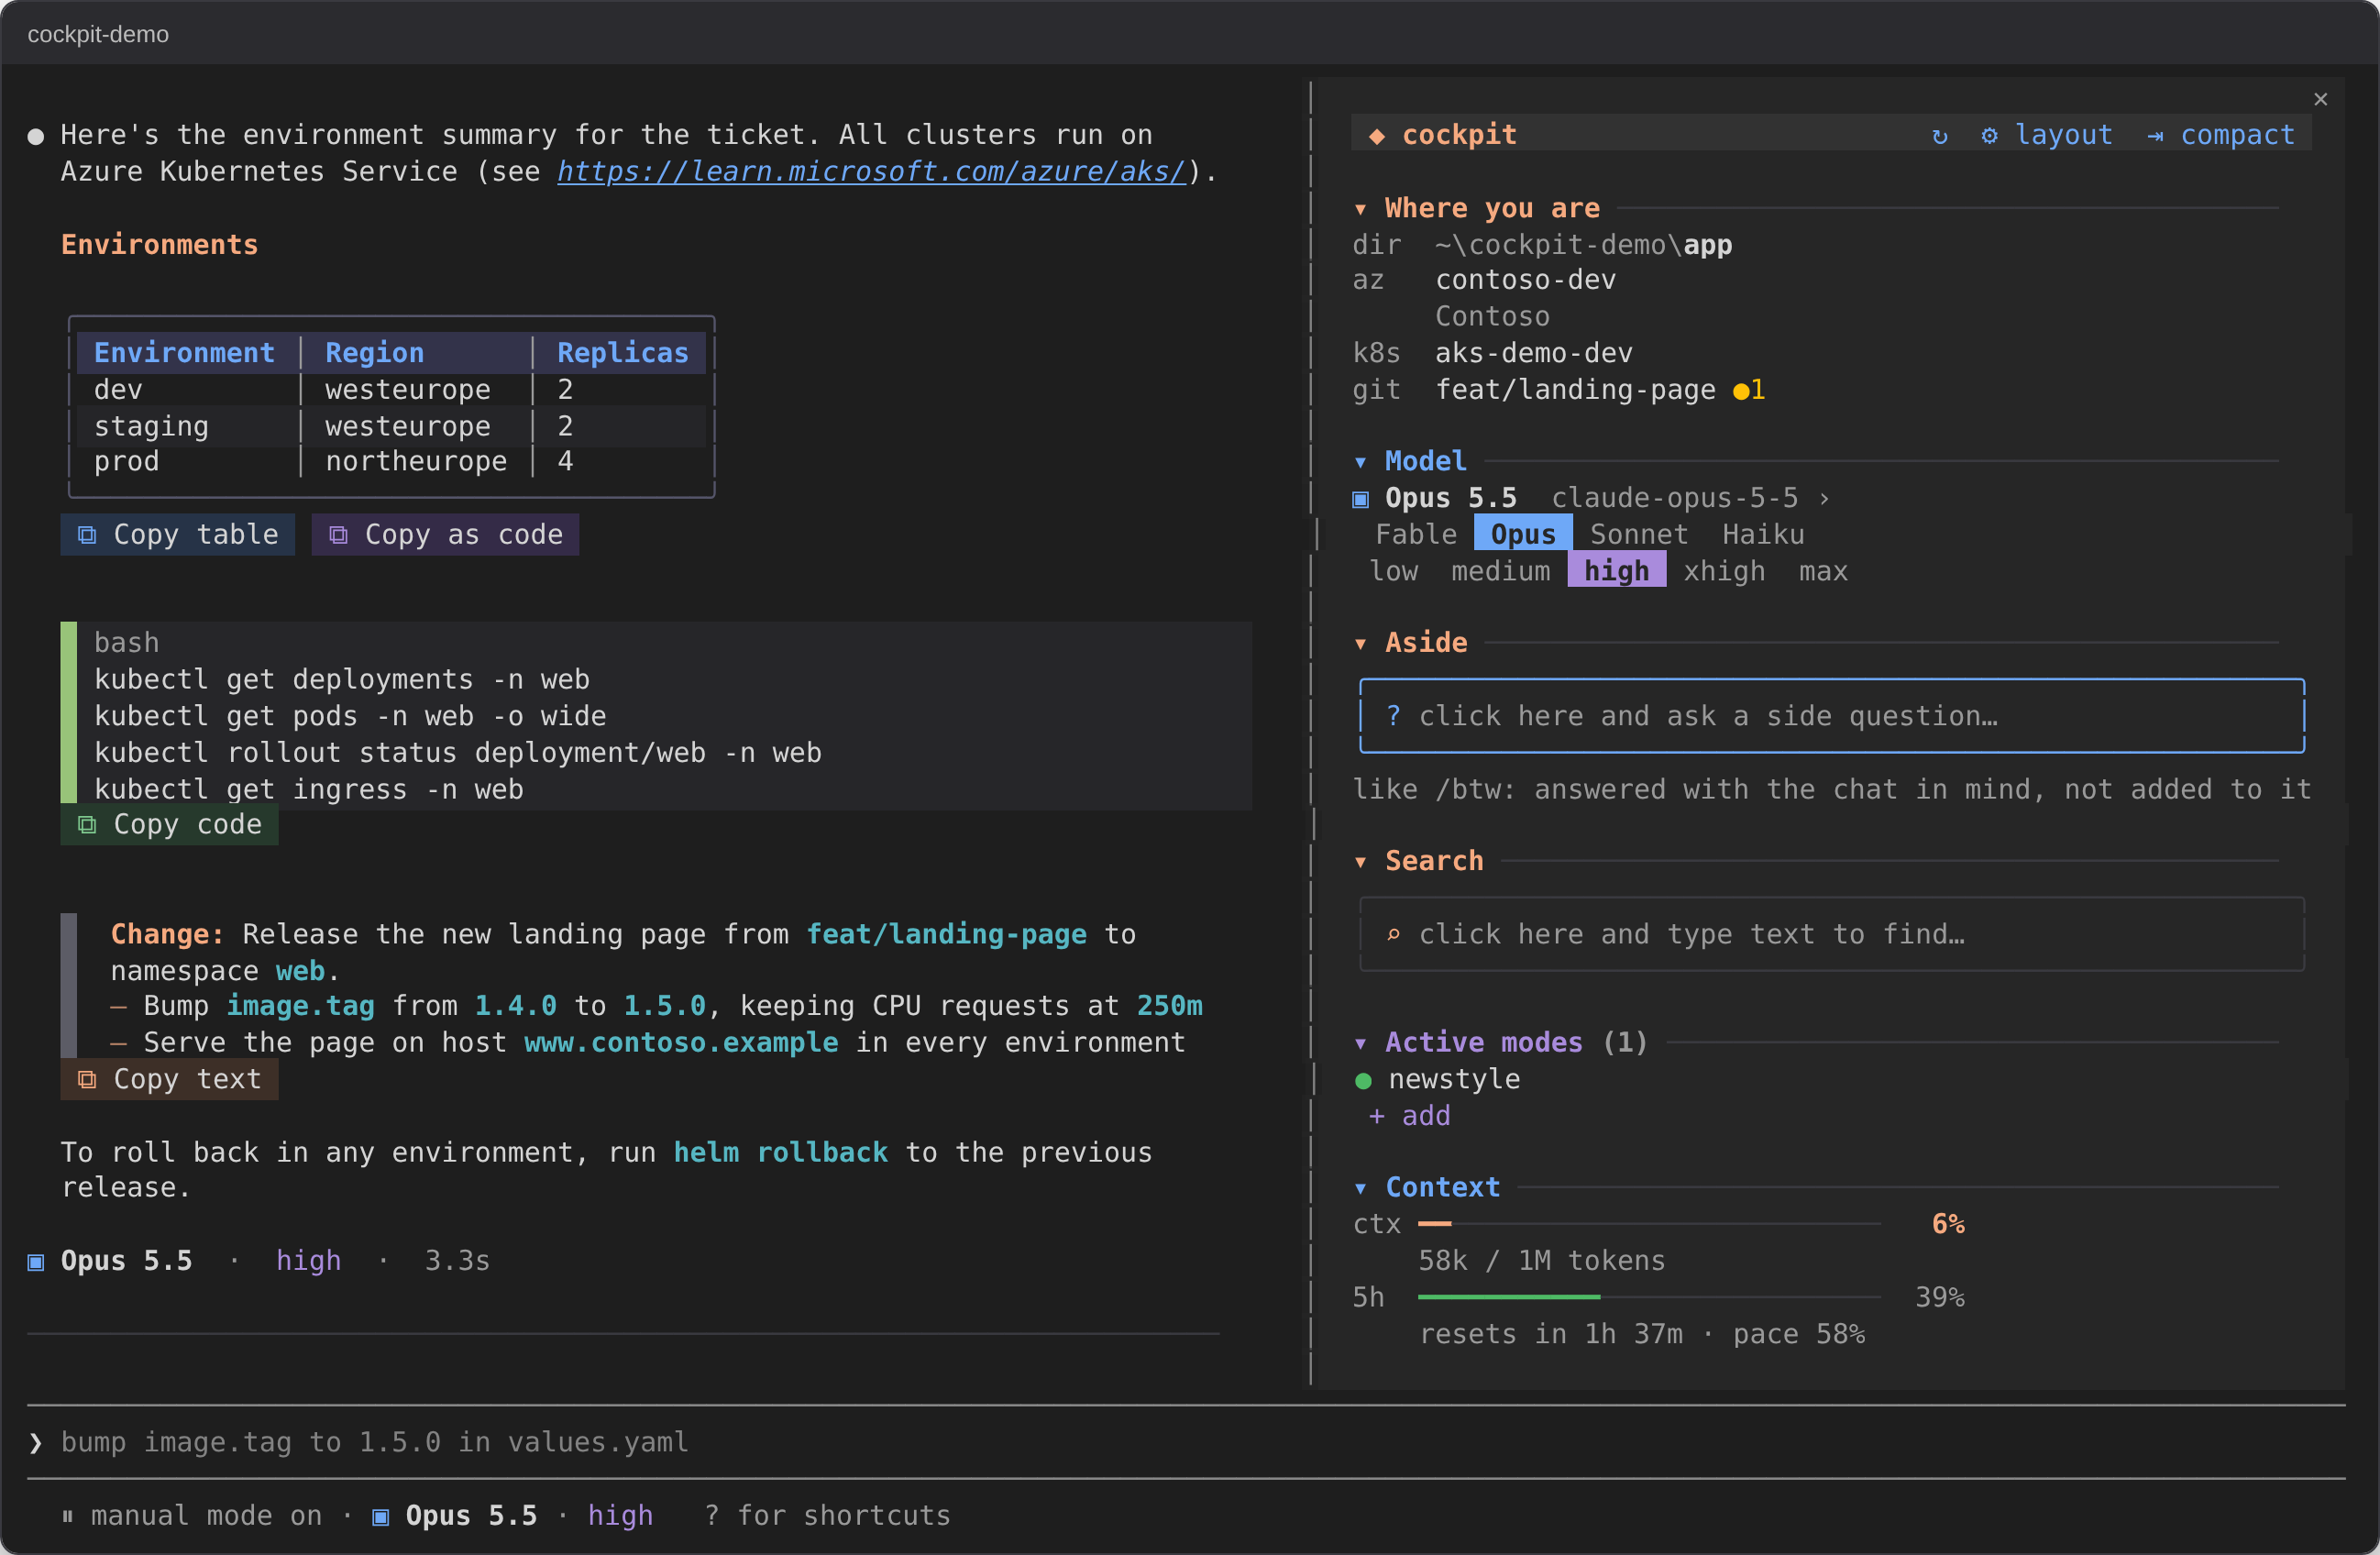 cockpit-demo
● Here's the environment summary for the ticket. All clusters run on
Azure Kubernetes Service (see https://learn.microsoft.com/azure/aks/).
Environments
Environment │ Region │ Replicas
dev │ westeurope │ 2
staging │ westeurope │ 2
prod │ northeurope │ 4
⧉ Copy table ⧉ Copy as code
bash
kubectl get deployments -n web
kubectl get pods -n web -o wide
kubectl rollout status deployment/web -n web
kubectl get ingress -n web
⧉ Copy code
Change: Release the new landing page from feat/landing-page to
namespace web.
– Bump image.tag from 1.4.0 to 1.5.0, keeping CPU requests at 250m
– Serve the page on host www.contoso.example in every environment
⧉ Copy text
To roll back in any environment, run helm rollback to the previous
release.
▣ Opus 5.5 · high · 3.3s
×
◆ cockpit ↻ ⚙ layout ⇥ compact
▾ Where you are
dir ~\cockpit-demo\app
az contoso-dev
Contoso
k8s aks-demo-dev
git feat/landing-page ●1
▾ Model
▣ Opus 5.5 claude-opus-5-5 ›
Fable Opus Sonnet Haiku
low medium high xhigh max
▾ Aside
? click here and ask a side question…
like /btw: answered with the chat in mind, not added to it
▾ Search
⌕ click here and type text to find…
▾ Active modes (1)
● newstyle
+ add
▾ Context
ctx 6%
58k / 1M tokens
5h 39%
resets in 1h 37m · pace 58%
❯ bump image.tag to 1.5.0 in values.yaml
⏸ manual mode on · ▣ Opus 5.5 · high ? for shortcuts